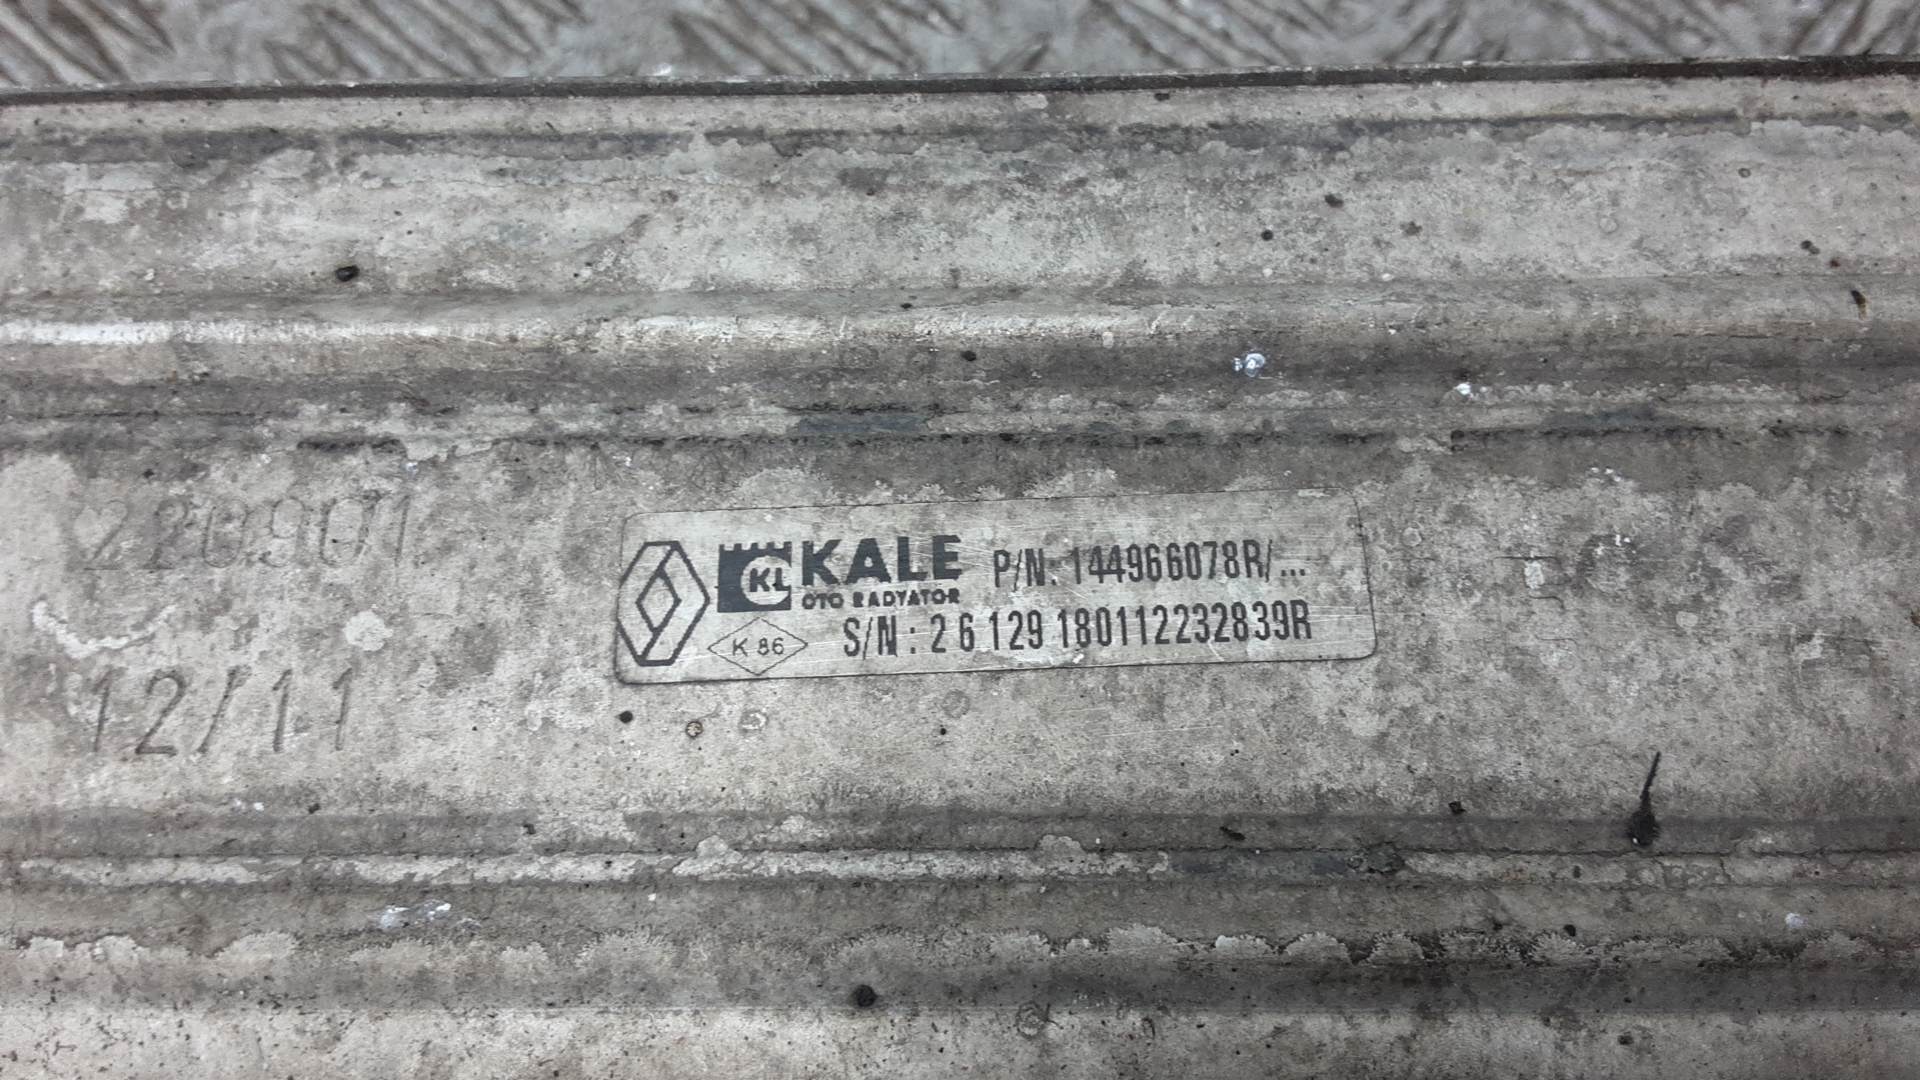 220901
12/11
KL KALE P/N: 144966078R/...
OTO RADYATOR
K 86 S/N : 2 6 129 180112232839R